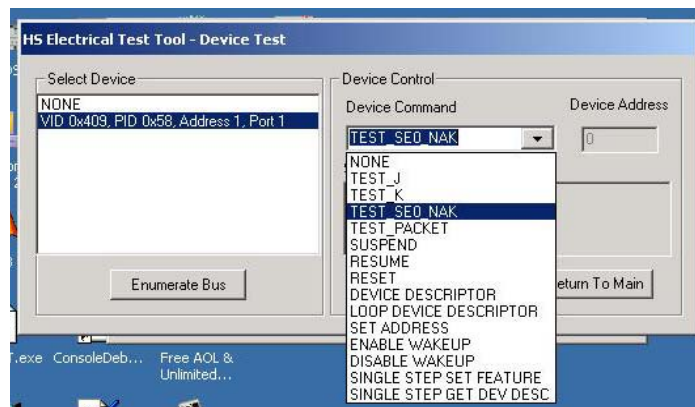 HS Electrical Test Tool - Device Test
Select Device
NONE
VID 0x409, PID 0x58, Address 1, Port 1
Enumerate Bus
Device Control
Device Command
Device Address
TEST_SE0_NAK
0
NONE
TEST_J
TEST_K
TEST_SE0_NAK
TEST_PACKET
SUSPEND
RESUME
RESET
DEVICE DESCRIPTOR
LOOP DEVICE DESCRIPTOR
SET ADDRESS
ENABLE WAKEUP
DISABLE WAKEUP
SINGLE STEP SET FEATURE
SINGLE STEP GET DEV DESC
eturn To Main
T.exe ConsoleDeb... Free AOL &
Unlimited...